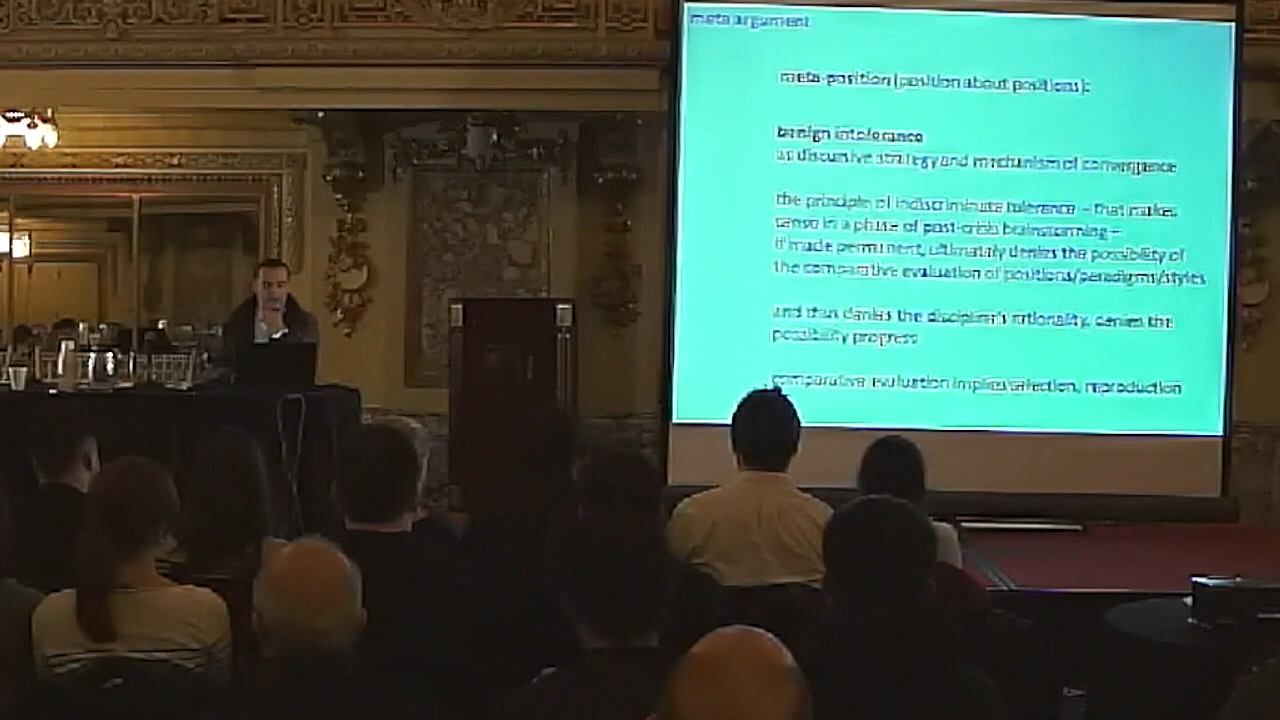 meta argument
meta-position (position about positions):
benign intolerance
as discursive strategy and mechanism of convergence
the principle of indiscriminate tolerance – that makes
sense in a phase of post-crisis brainstorming –
if made permanent, ultimately denies the possibility of
the comparative evaluation of positions/paradigms/styles
and thus denies the discipline's rationality, denies the
possibility progress
comparative evaluation implies selection, reproduction